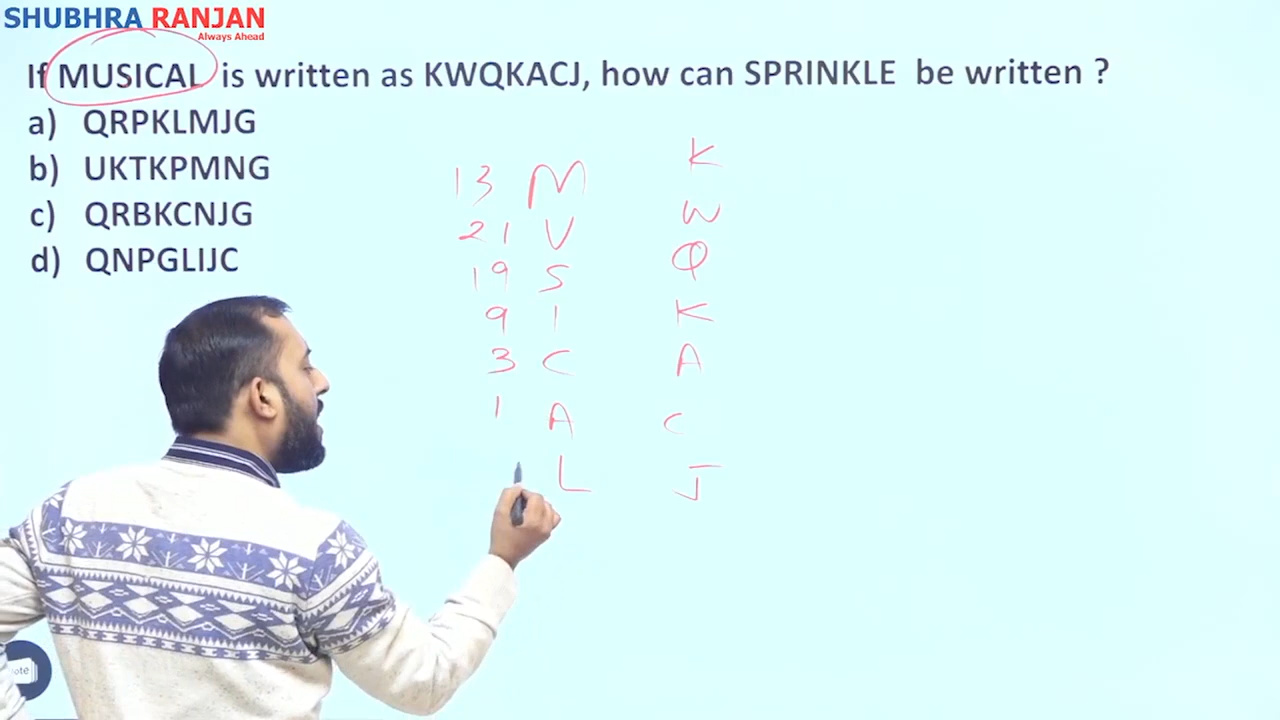 SHUBHRA RANJAN
Always Ahead
If MUSICAL is written as KWQKACJ, how can SPRINKLE be written ?
a) QRPKLMJG
b) UKTKPMNG
c) QRBKCNJG
d) QNPGLIJC
13 M K
21 U W
19 S Q
9 I K
3 C A
1 A C
L J